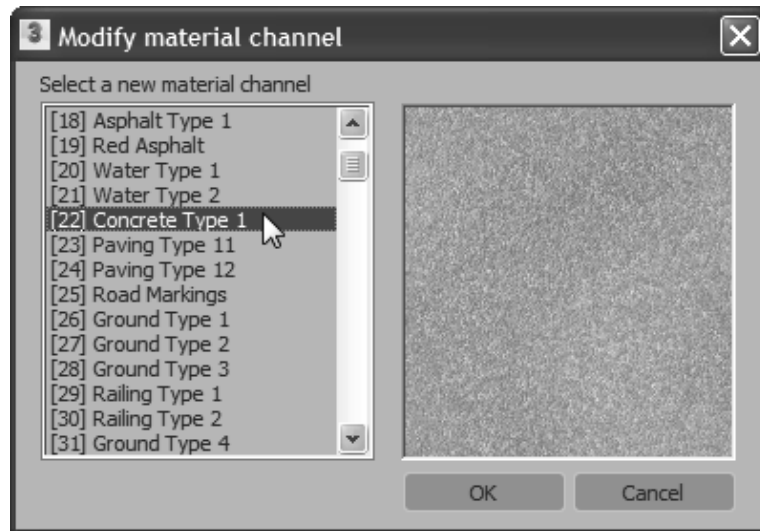 3 Modify material channel
Select a new material channel
[18] Asphalt Type 1
[19] Red Asphalt
[20] Water Type 1
[21] Water Type 2
[22] Concrete Type 1
[23] Paving Type 11
[24] Paving Type 12
[25] Road Markings
[26] Ground Type 1
[27] Ground Type 2
[28] Ground Type 3
[29] Railing Type 1
[30] Railing Type 2
[31] Ground Type 4
OK Cancel